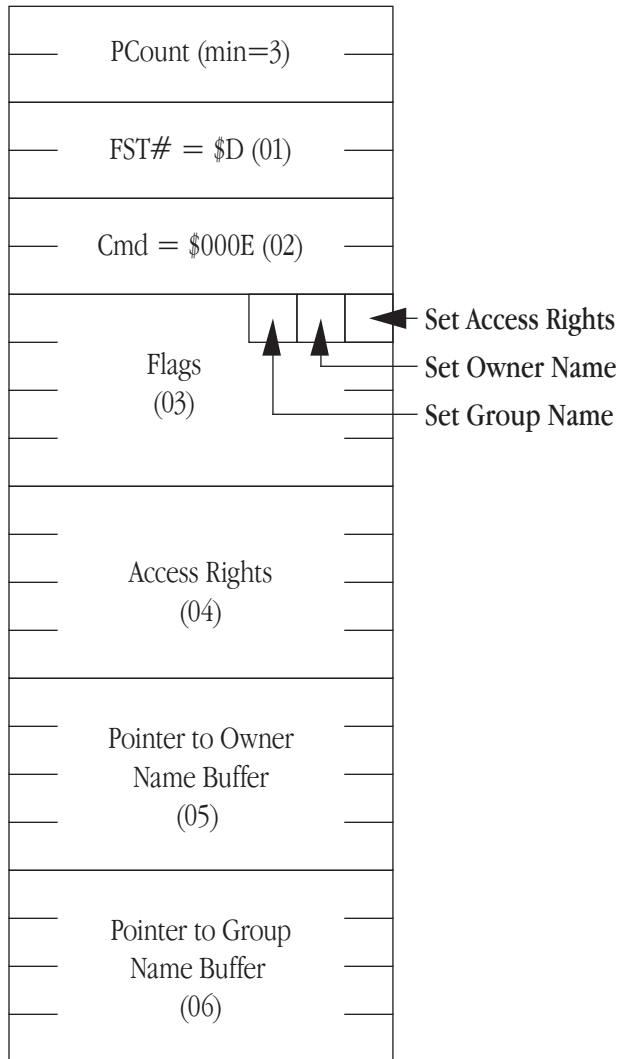 PCount (min=3)
FST# = $D (01)
Cmd = $000E (02)
Set Access Rights
Set Owner Name
Set Group Name
Flags
(03)
Access Rights
(04)
Pointer to Owner
Name Buffer
(05)
Pointer to Group
Name Buffer
(06)